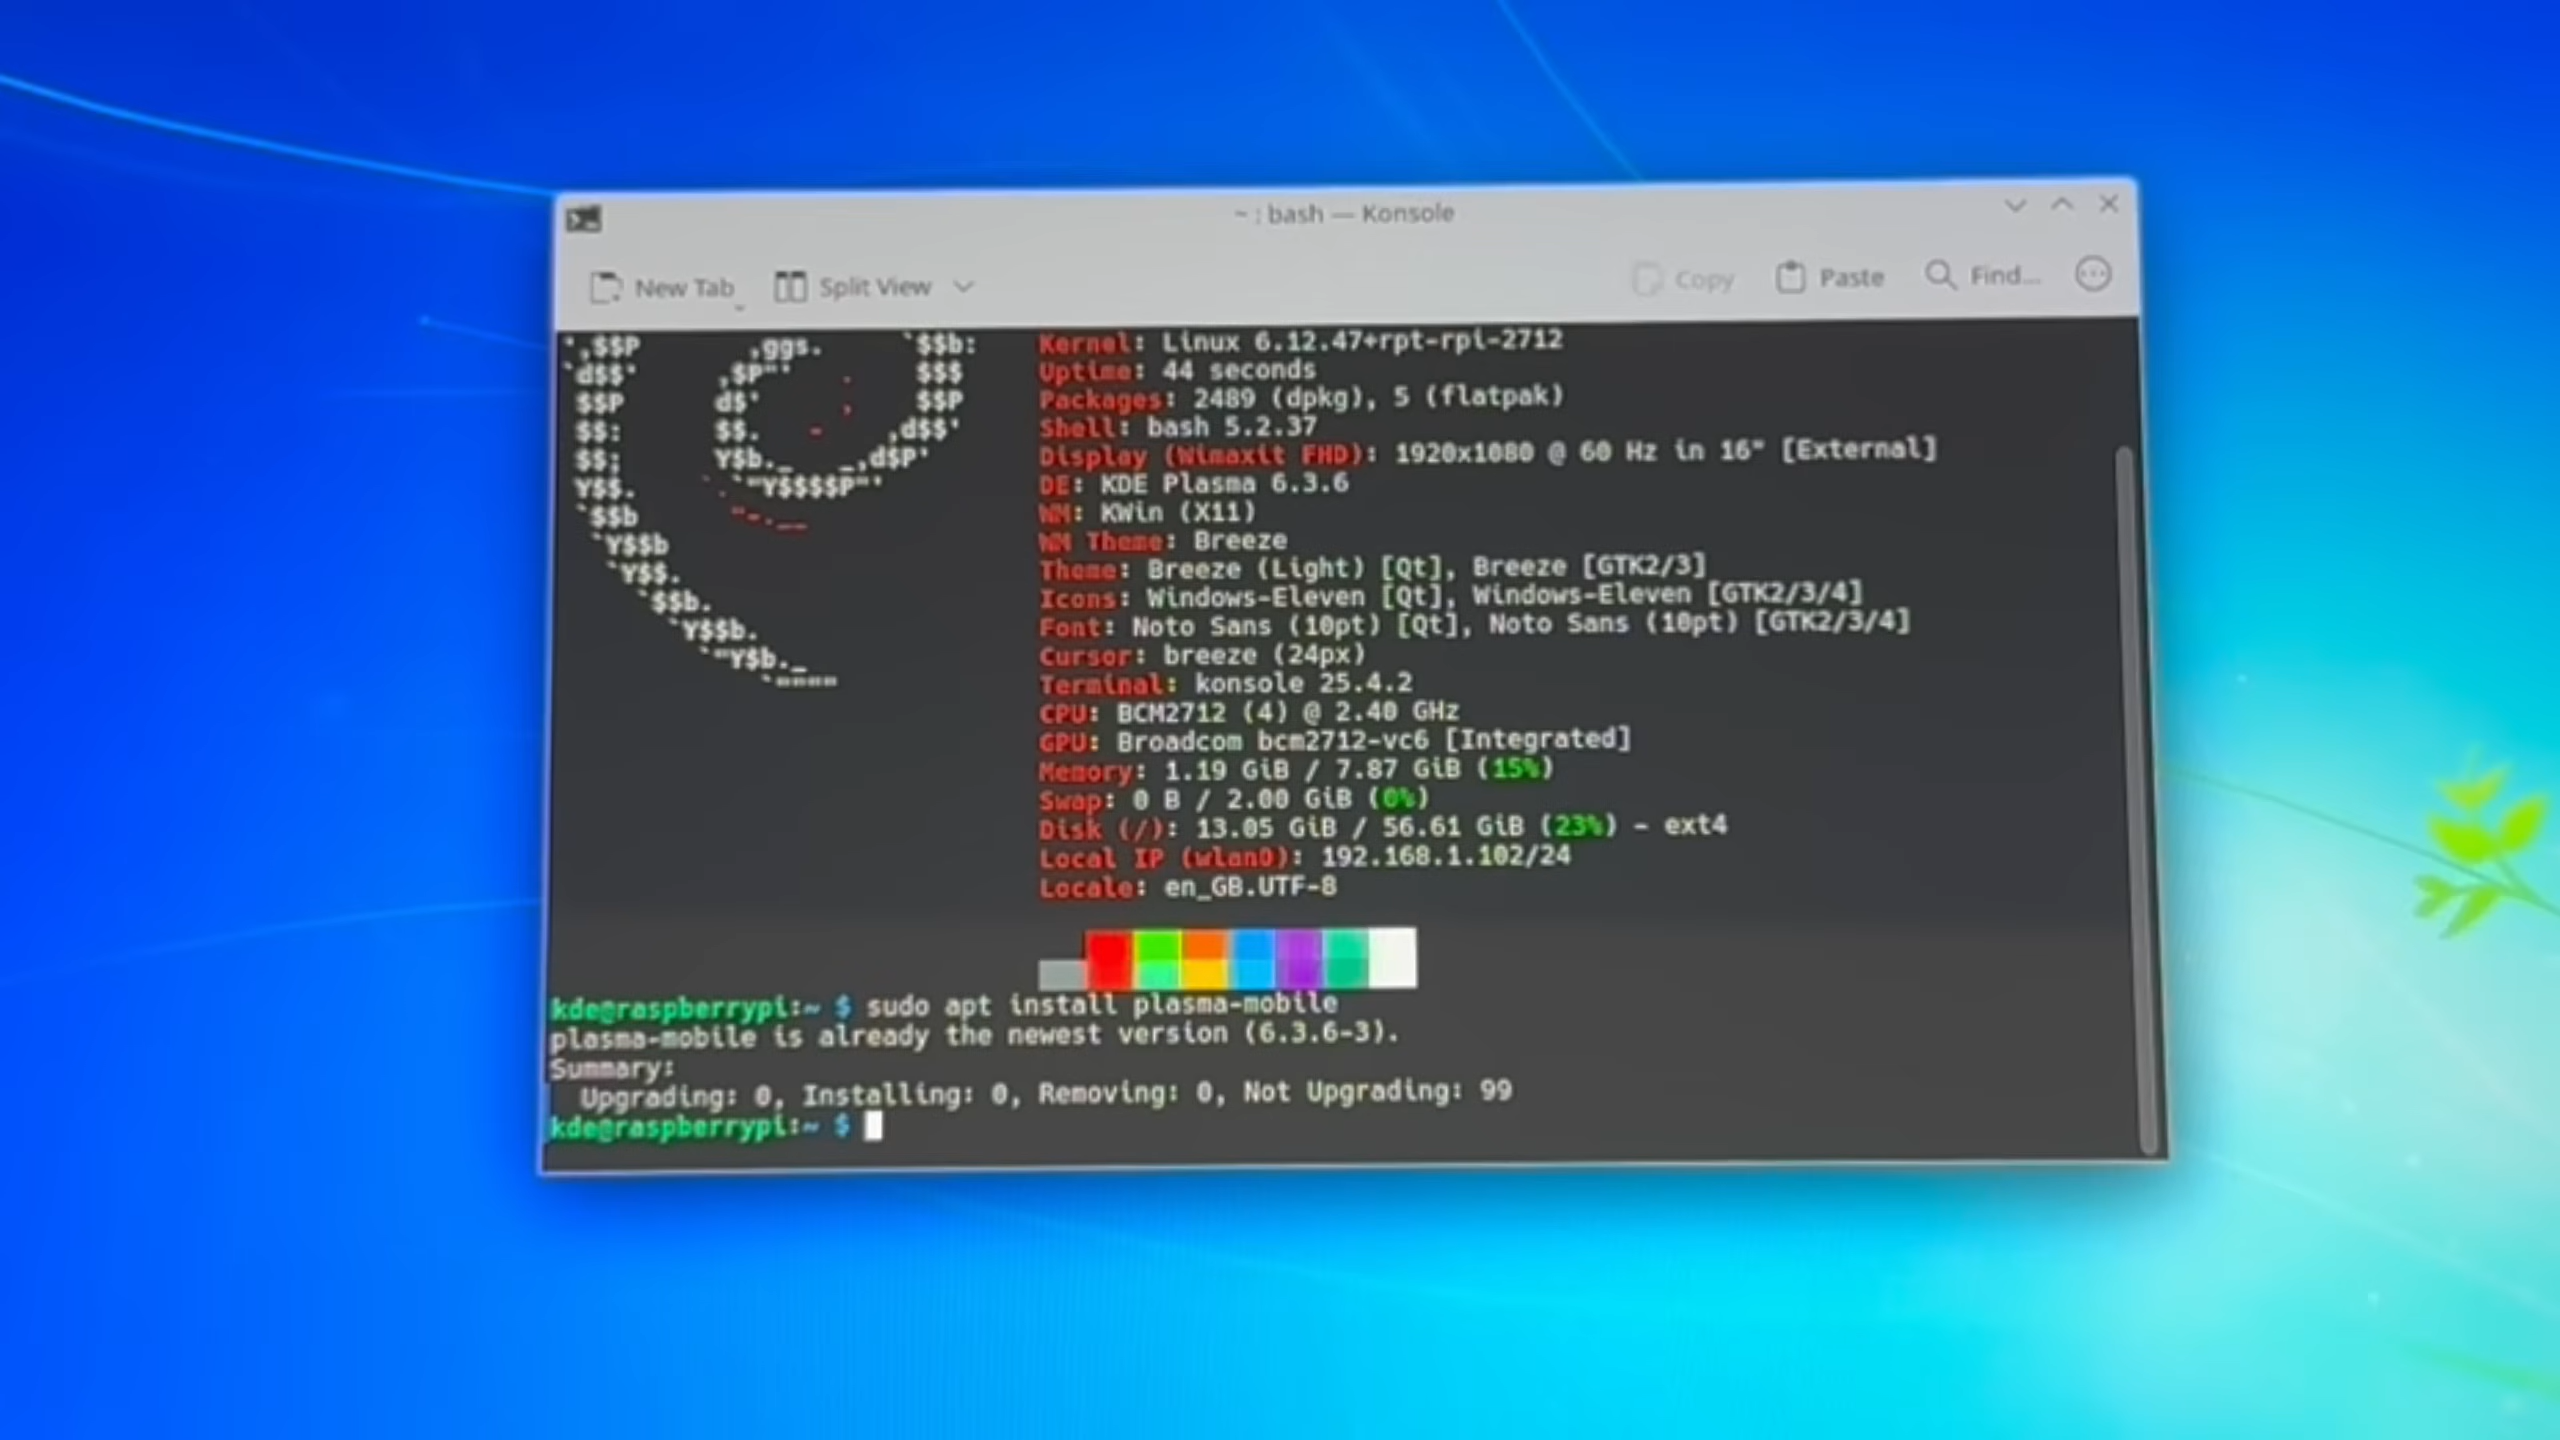 ~ : bash — Konsole
New Tab Split View Copy Paste Find...
',$$P ,ggs. `$$b: Kernel: Linux 6.12.47+rpt-rpi-2712
`d$$' ,$P"' . $$$ Uptime: 44 seconds
$$P d$' , $$P Packages: 2489 (dpkg), 5 (flatpak)
$$: $$. - ,d$$' Shell: bash 5.2.37
$$; Y$b._ _,d$P' Display (Wimaxit FHD): 1920x1080 @ 60 Hz in 16" [External]
Y$$. `.`"Y$$$$P"' DE: KDE Plasma 6.3.6
`$$b "-.__ WM: KWin (X11)
`Y$$b WM Theme: Breeze
`Y$$. Theme: Breeze (Light) [Qt], Breeze [GTK2/3]
`$$b. Icons: Windows-Eleven [Qt], Windows-Eleven [GTK2/3/4]
`Y$$b. Font: Noto Sans (10pt) [Qt], Noto Sans (10pt) [GTK2/3/4]
`"Y$b._ Cursor: breeze (24px)
`"""" Terminal: konsole 25.4.2
CPU: BCM2712 (4) @ 2.40 GHz
GPU: Broadcom bcm2712-vc6 [Integrated]
Memory: 1.19 GiB / 7.87 GiB (15%)
Swap: 0 B / 2.00 GiB (0%)
Disk (/): 13.05 GiB / 56.61 GiB (23%) - ext4
Local IP (wlan0): 192.168.1.102/24
Locale: en_GB.UTF-8
kde@raspberrypi:~ $ sudo apt install plasma-mobile
plasma-mobile is already the newest version (6.3.6-3).
Summary:
Upgrading: 0, Installing: 0, Removing: 0, Not Upgrading: 99
kde@raspberrypi:~ $